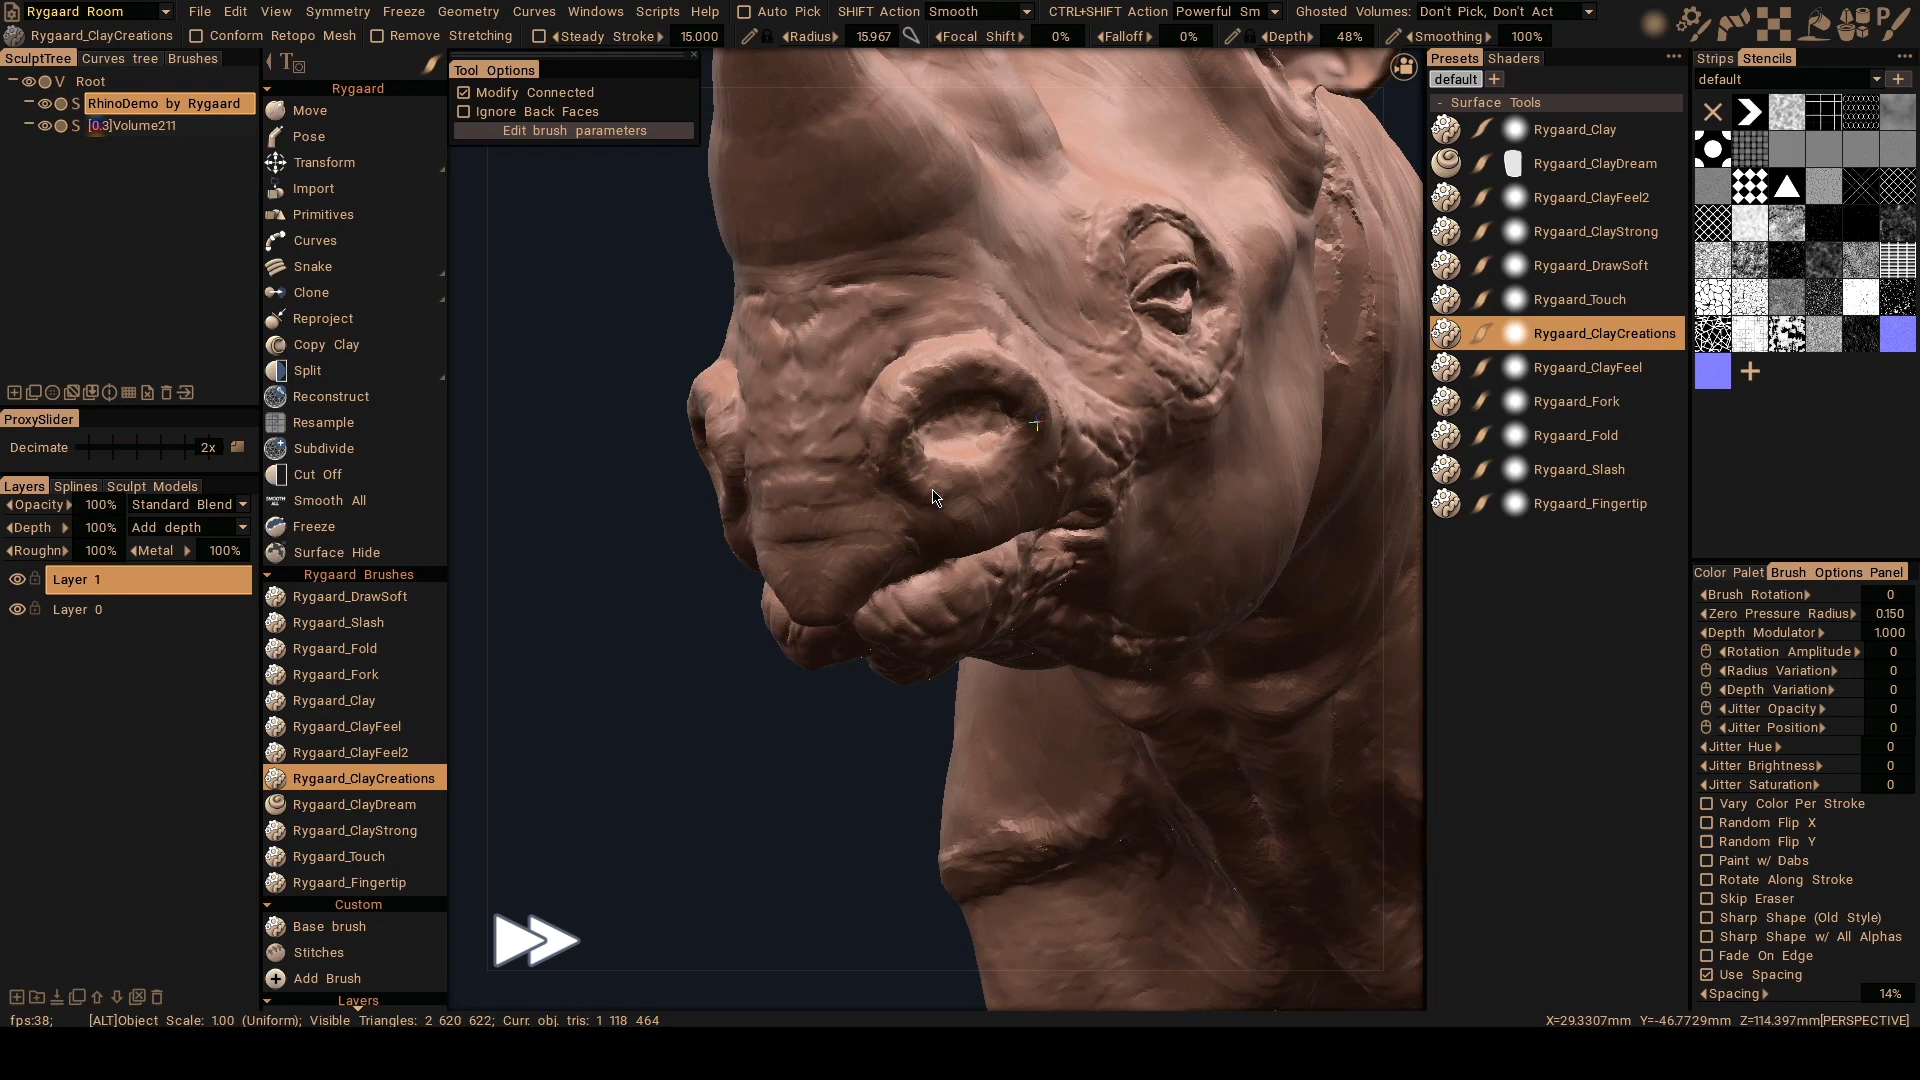 Rygaard Room File Edit View Symmetry Freeze Geometry Curves Windows Scripts Help Auto Pick SHIFT Action Smooth CTRL+SHIFT Action Powerful Sm Ghosted Volumes: Don't Pick, Don't Act
Rygaard_ClayCreations Conform Retopo Mesh Remove Stretching Steady Stroke 15.000 Radius 15.967 Focal Shift 0% Falloff 0% Depth 48% Smoothing 100%
SculptTree Curves tree Brushes
V Root
S RhinoDemo by Rygaard
S [0.3]Volume211
ProxySlider
Decimate 2x
Layers Splines Sculpt Models
Opacity 100% Standard Blend
Depth 100% Add depth
Roughn 100% Metal 100%
Layer 1
Layer 0
Rygaard
Move
Pose
Transform
Import
Primitives
Curves
Snake
Clone
Reproject
Copy Clay
Split
Reconstruct
Resample
Subdivide
Cut Off
SMOOTH ALL Smooth All
Freeze
Surface Hide
Rygaard Brushes
Rygaard_DrawSoft
Rygaard_Slash
Rygaard_Fold
Rygaard_Fork
Rygaard_Clay
Rygaard_ClayFeel
Rygaard_ClayFeel2
Rygaard_ClayCreations
Rygaard_ClayDream
Rygaard_ClayStrong
Rygaard_Touch
Rygaard_Fingertip
Custom
Base brush
Stitches
Add Brush
Layers
Tool Options
Modify Connected
Ignore Back Faces
Edit brush parameters
Presets Shaders
default
- Surface Tools
Rygaard_Clay
Rygaard_ClayDream
Rygaard_ClayFeel2
Rygaard_ClayStrong
Rygaard_DrawSoft
Rygaard_Touch
Rygaard_ClayCreations
Rygaard_ClayFeel
Rygaard_Fork
Rygaard_Fold
Rygaard_Slash
Rygaard_Fingertip
Strips Stencils
default
Color Palet Brush Options Panel
Brush Rotation 0
Zero Pressure Radius 0.150
Depth Modulator 1.000
Rotation Amplitude 0
Radius Variation 0
Depth Variation 0
Jitter Opacity 0
Jitter Position 0
Jitter Hue 0
Jitter Brightness 0
Jitter Saturation 0
Vary Color Per Stroke
Random Flip X
Random Flip Y
Paint w/ Dabs
Rotate Along Stroke
Skip Eraser
Sharp Shape (Old Style)
Sharp Shape w/ All Alphas
Fade On Edge
Use Spacing
Spacing 14%
fps:38; [ALT]Object Scale: 1.00 (Uniform); Visible Triangles: 2 620 622; Curr. obj. tris: 1 118 464 X=29.3307mm Y=-46.7729mm Z=114.397mm[PERSPECTIVE]